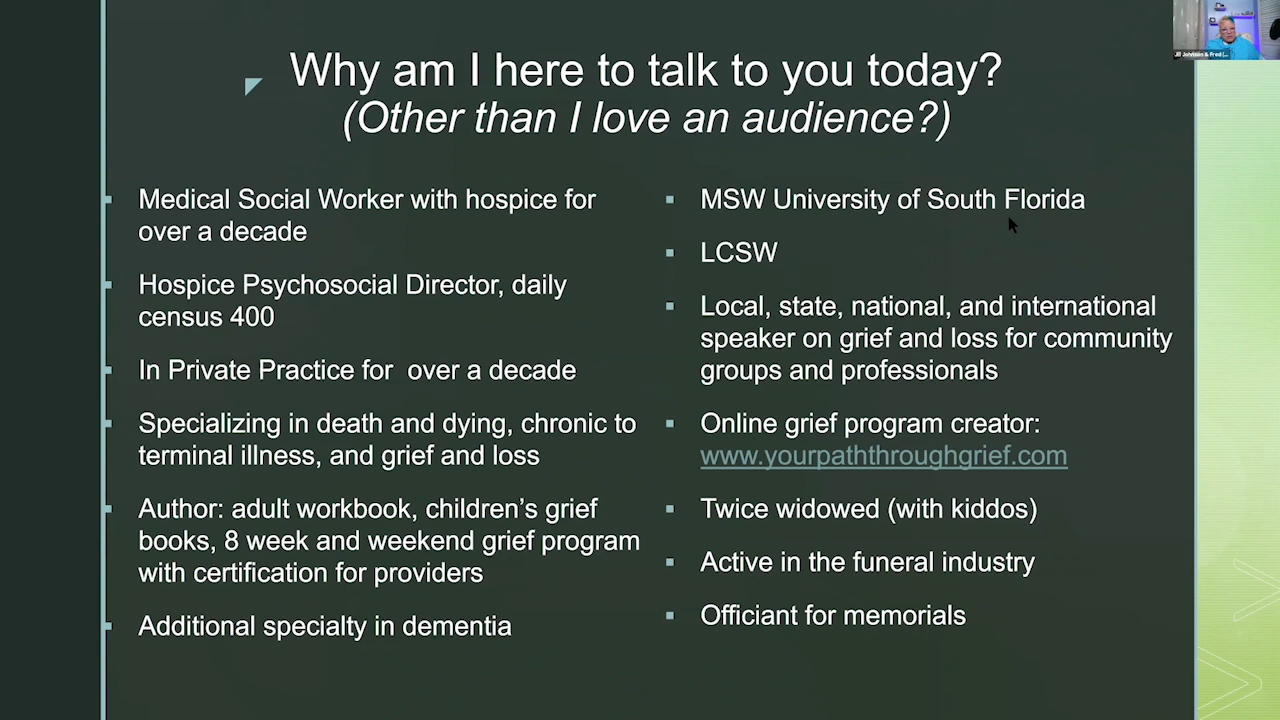 Why am I here to talk to you today?
(Other than I love an audience?)
Medical Social Worker with hospice for
over a decade
Hospice Psychosocial Director, daily
census 400
In Private Practice for over a decade
Specializing in death and dying, chronic to
terminal illness, and grief and loss
Author: adult workbook, children's grief
books, 8 week and weekend grief program
with certification for providers
Additional specialty in dementia
MSW University of South Florida
LCSW
Local, state, national, and international
speaker on grief and loss for community
groups and professionals
Online grief program creator:
www.yourpaththroughgrief.com
Twice widowed (with kiddos)
Active in the funeral industry
Officiant for memorials
Jill Johnson & Fred (...